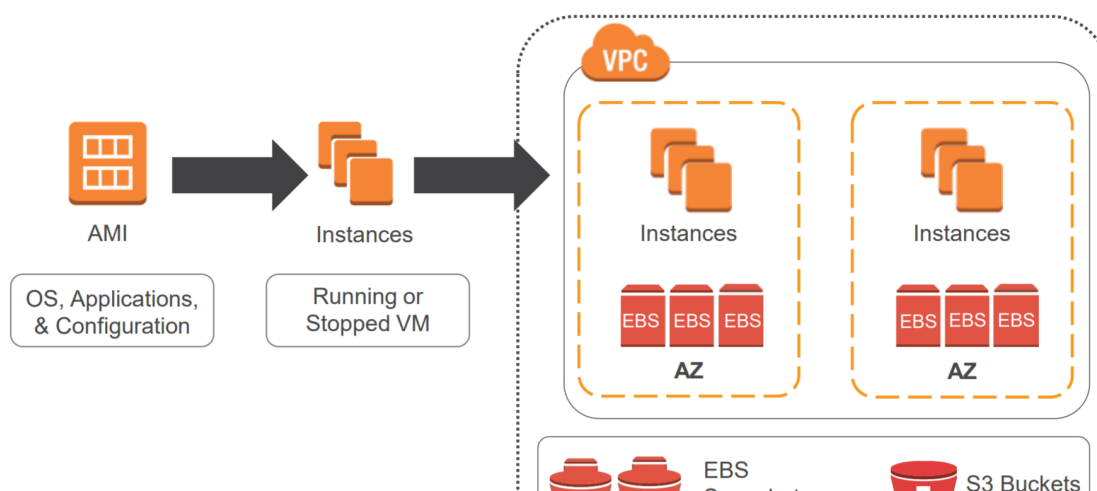 VPC
AMI
Instances
OS, Applications,
& Configuration
Running or
Stopped VM
Instances
Instances
EBS EBS EBS
EBS EBS EBS
AZ
AZ
EBS
S3 Buckets